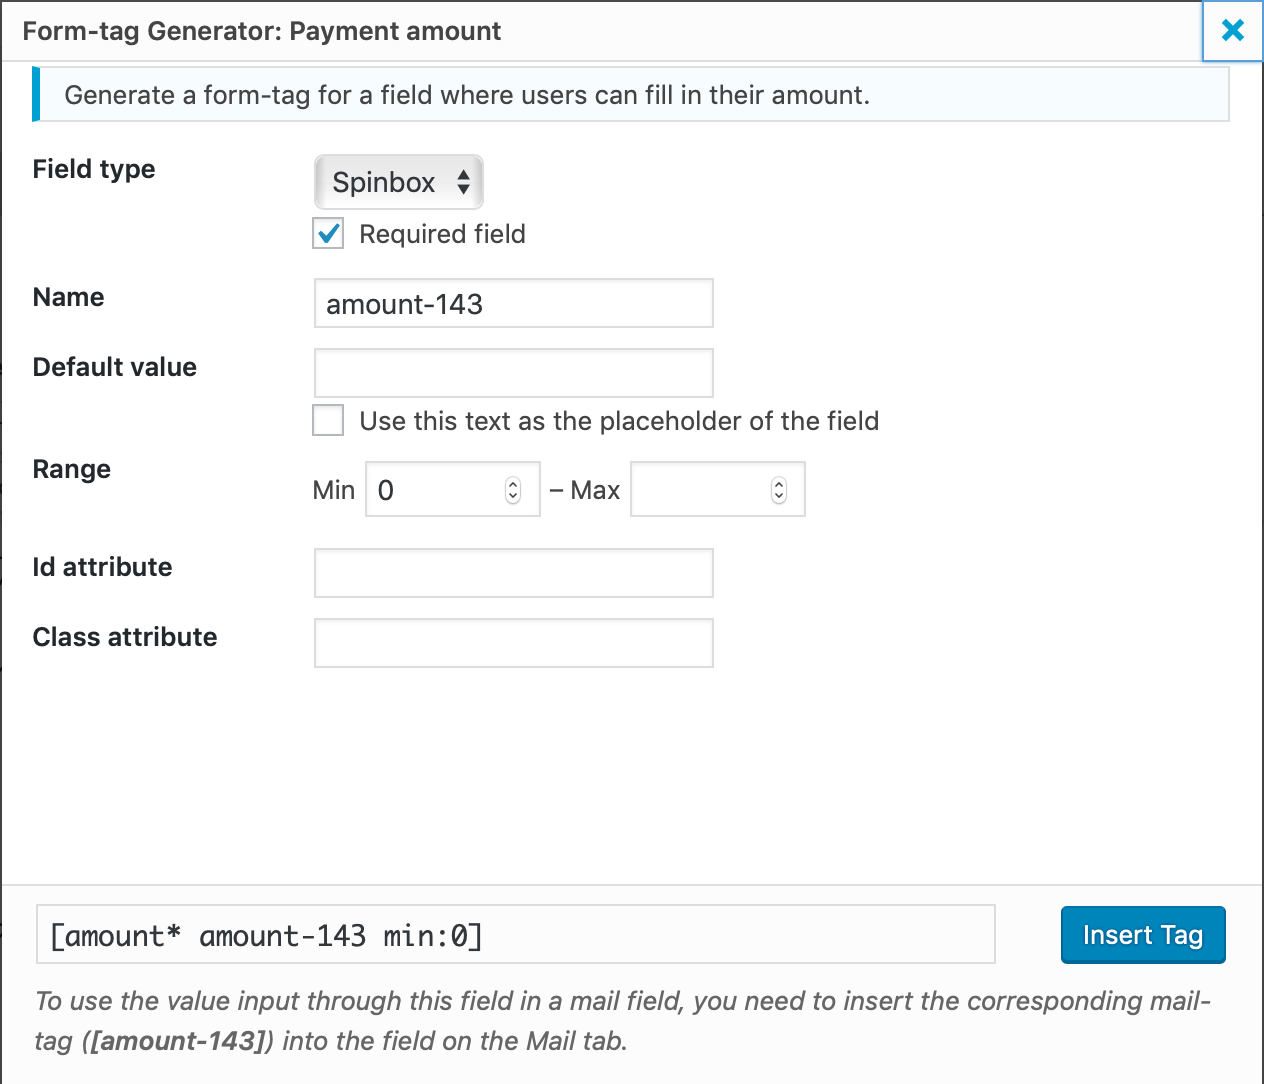 Form-tag Generator: Payment amount
Generate a form-tag for a field where users can fill in their amount.
Field type
Spinbox
Required field
Name
amount-143
Default value
Use this text as the placeholder of the field
Range
Min 0 – Max
Id attribute
Class attribute
[amount* amount-143 min:0]
Insert Tag
To use the value input through this field in a mail field, you need to insert the corresponding mail-
tag ([amount-143]) into the field on the Mail tab.